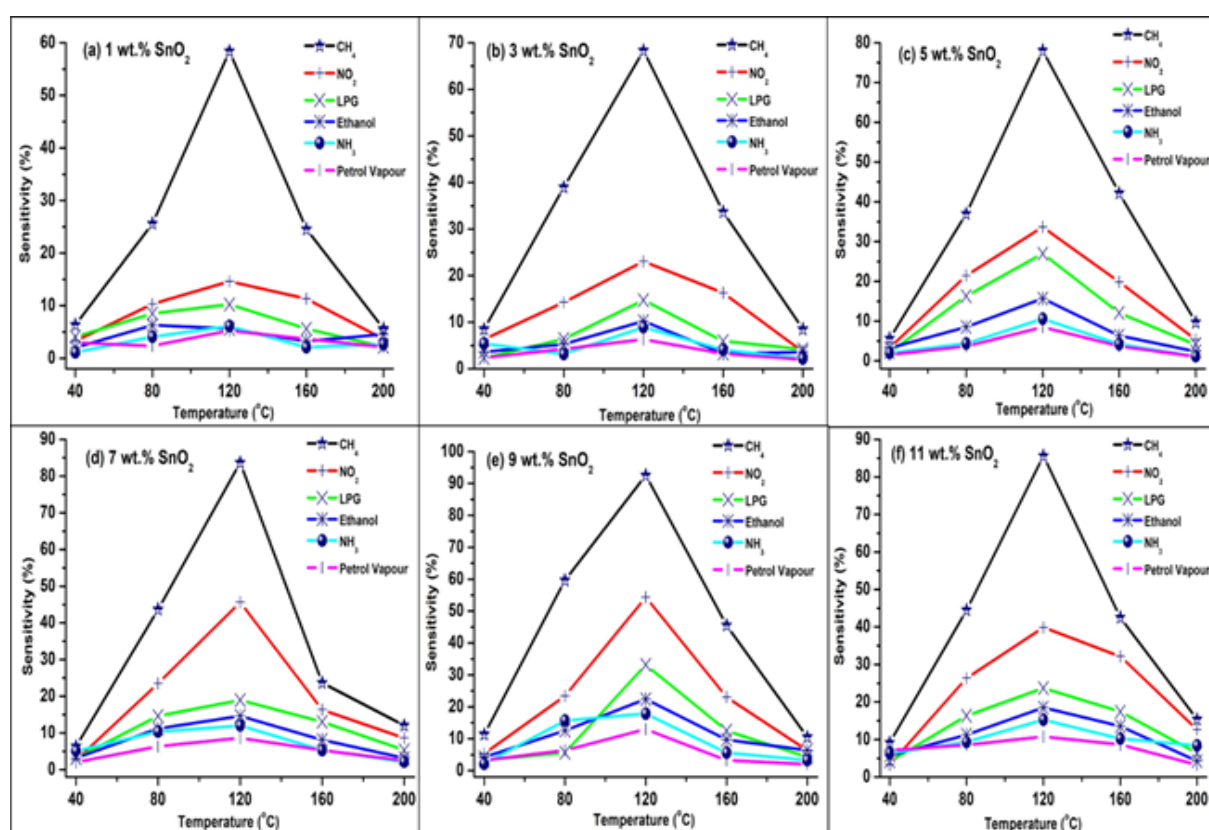 (a) 1 wt.% SnO₂
CH₄
NO₂
LPG
Ethanol
NH₃
Petrol Vapour
Sensitivity (%)
60
50
40
30
20
10
0
40 80 120 160 200
Temperature (°C)
(b) 3 wt.% SnO₂
CH₄
NO₂
LPG
Ethanol
NH₃
Petrol Vapour
Sensitivity (%)
70
60
50
40
30
20
10
0
40 80 120 160 200
Temperature (°C)
(c) 5 wt.% SnO₂
CH₄
NO₂
LPG
Ethanol
NH₃
Petrol Vapour
Sensitivity (%)
80
70
60
50
40
30
20
10
0
40 80 120 160 200
Temperature (°C)
(d) 7 wt.% SnO₂
CH₄
NO₂
LPG
Ethanol
NH₃
Petrol Vapour
Sensitivity (%)
90
80
70
60
50
40
30
20
10
0
40 80 120 160 200
Temperature (°C)
(e) 9 wt.% SnO₂
CH₄
NO₂
LPG
Ethanol
NH₃
Petrol Vapour
Sensitivity (%)
100
90
80
70
60
50
40
30
20
10
0
40 80 120 160 200
Temperature (°C)
(f) 11 wt.% SnO₂
CH₄
NO₂
LPG
Ethanol
NH₃
Petrol Vapour
Sensitivity (%)
90
80
70
60
50
40
30
20
10
0
40 80 120 160 200
Temperature (°C)